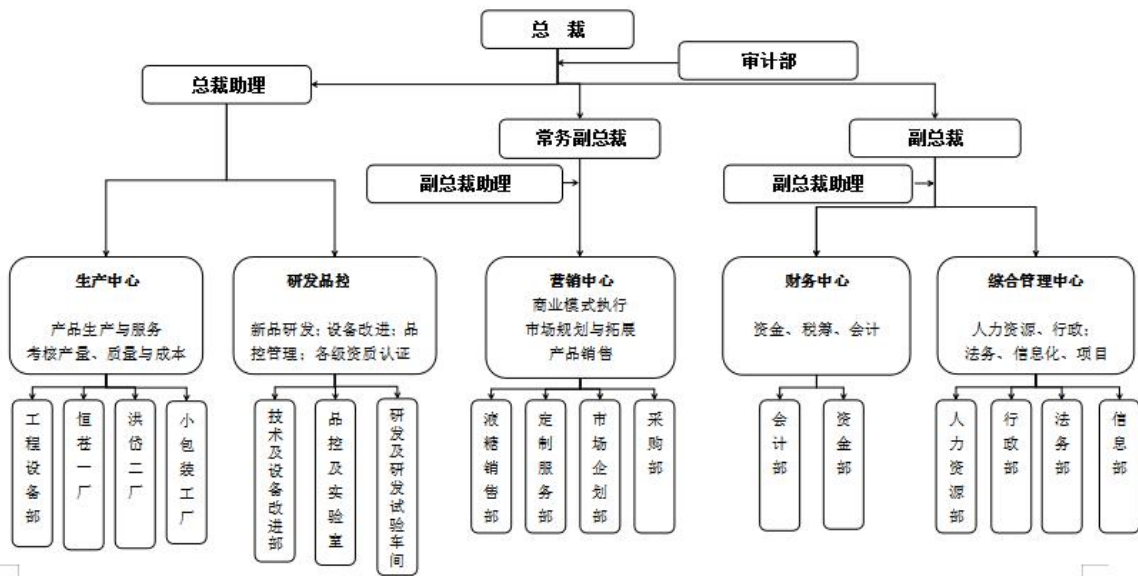 总 裁
审计部
总裁助理
常务副总裁
副总裁
副总裁助理
副总裁助理
生产中心
产品生产与服务
考核产量、质量与成本
研发品控
新品研发；设备改进；品
控管理；各级资质认证
营销中心
商业模式执行
市场规划与拓展
产品销售
财务中心
资金、税筹、会计
综合管理中心
人力资源、行政；
法务、信息化、项目
工程设备部
恒苍一厂
洪岱二厂
小包装工厂
技术及设备改进部
品控及实验室
研发及研发试验车间
液糖销售部
定制服务部
市场企划部
采购部
会计部
资金部
人力资源部
行政部
法务部
信息部